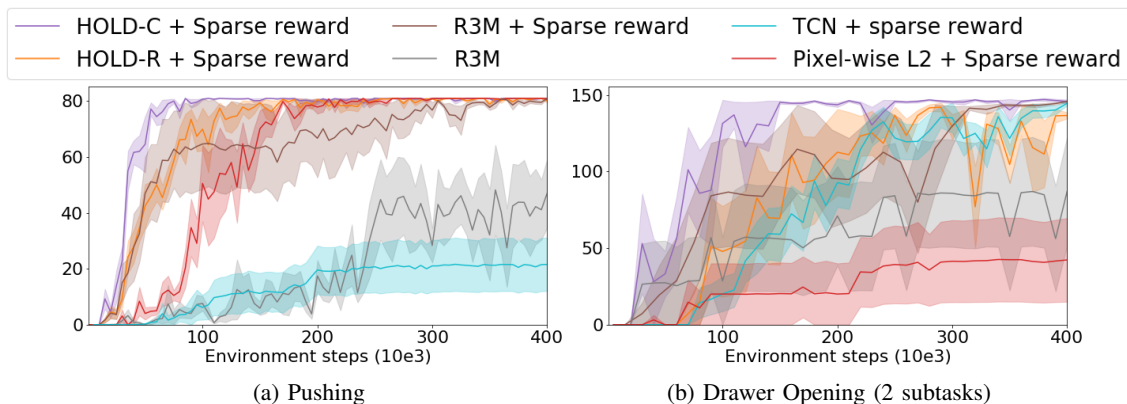 HOLD-C + Sparse reward
R3M + Sparse reward
TCN + sparse reward
HOLD-R + Sparse reward
R3M
Pixel-wise L2 + Sparse reward
80
60
40
20
0
100
200
300
400
Environment steps (10e3)
(a) Pushing
150
100
50
0
100
200
300
400
Environment steps (10e3)
(b) Drawer Opening (2 subtasks)